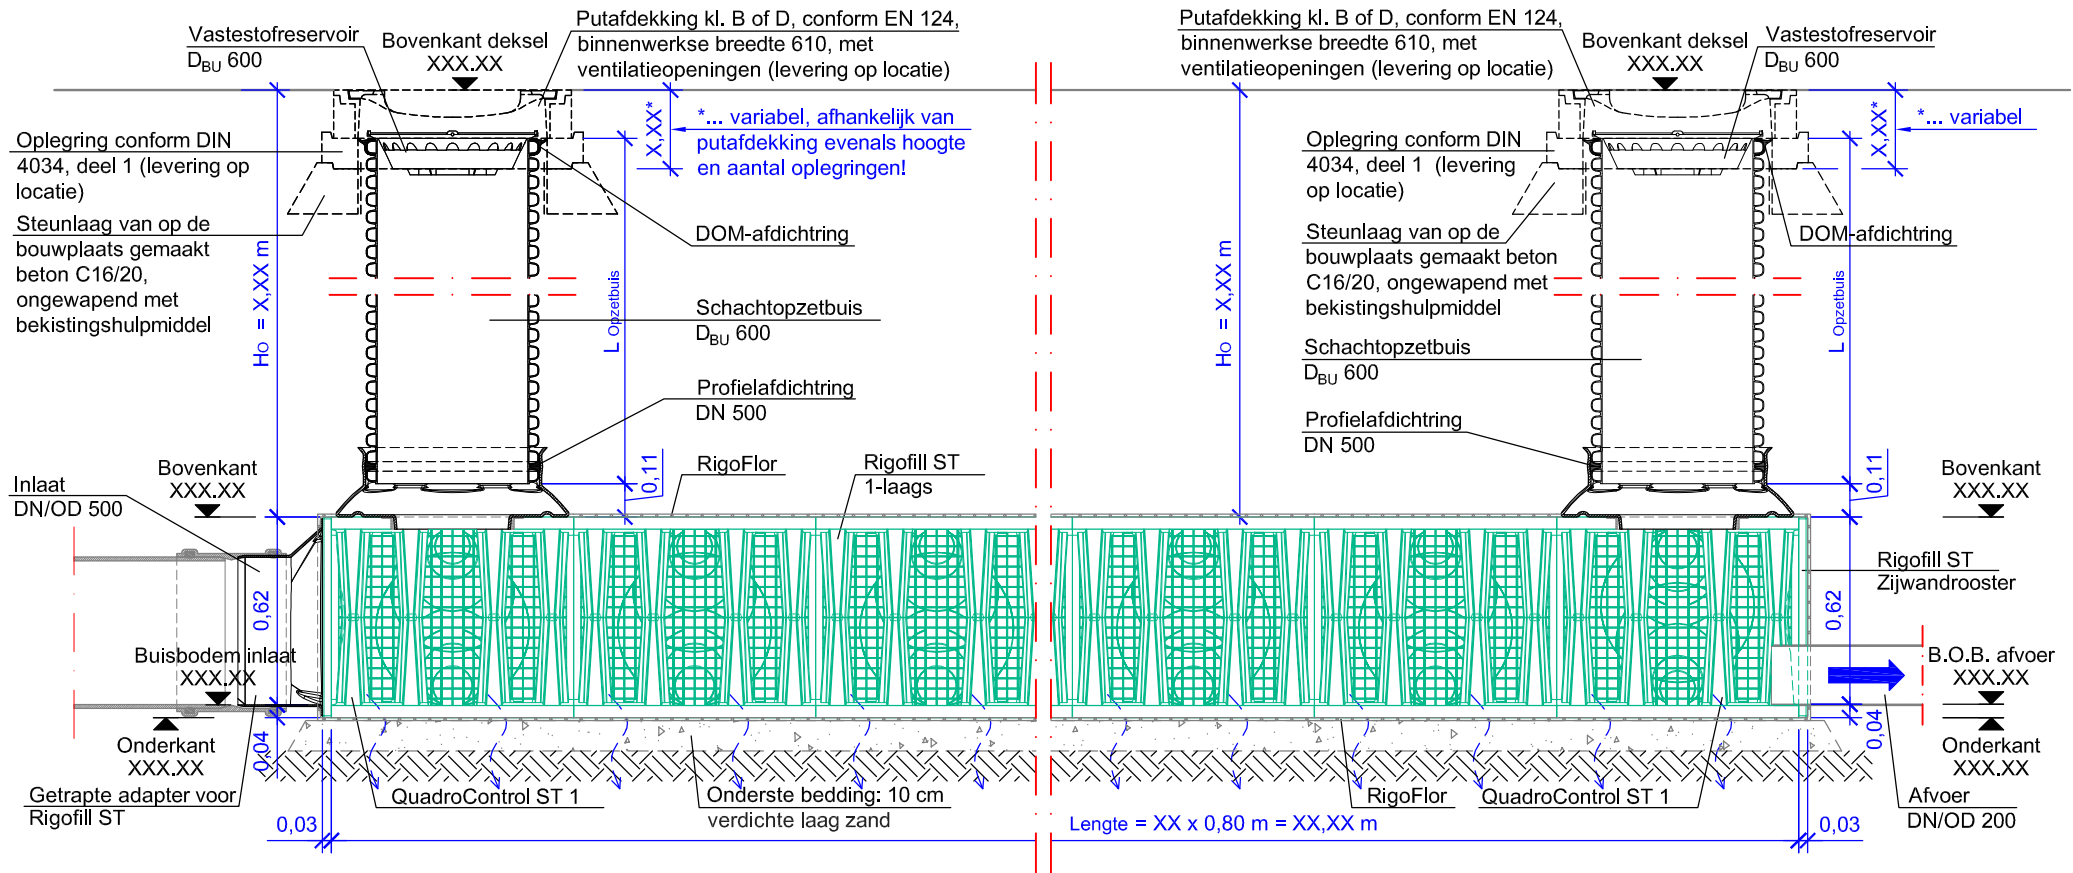 Vastestofreservoir
DBU 600
Bovenkant deksel
XXX.XX
Putafdekking kl. B of D, conform EN 124,
binnenwerkse breedte 610, met
ventilatieopeningen (levering op locatie)
Putafdekking kl. B of D, conform EN 124,
binnenwerkse breedte 610, met
ventilatieopeningen (levering op locatie)
Bovenkant deksel
XXX.XX
Vastestofreservoir
DBU 600
Oplegring conform DIN
4034, deel 1 (levering op
locatie)
Steunlaag van op de
bouwplaats gemaakt
beton C16/20,
ongewapend met
bekistingshulpmiddel
Ho = X,XX m
X,XX*
*... variabel, afhankelijk van
putafdekking evenals hoogte
en aantal oplegringen!
DOM-afdichtring
L Opzetbuis
Schachtopzetbuis
DBU 600
Profielafdichtring
DN 500
0,11
RigoFlor
Rigofill ST
1-laags
Ho = X,XX m
Oplegring conform DIN
4034, deel 1 (levering
op locatie)
Steunlaag van op de
bouwplaats gemaakt beton
C16/20, ongewapend met
bekistingshulpmiddel
Schachtopzetbuis
DBU 600
Profielafdichtring
DN 500
X,XX*
*... variabel
DOM-afdichtring
L Opzetbuis
0,11
Bovenkant
XXX.XX
Inlaat
DN/OD 500
0,62
Buisbodem inlaat
XXX.XX
Onderkant
XXX.XX
0,04
Getrapte adapter voor
Rigofill ST
0,03
QuadroControl ST 1
Onderste bedding: 10 cm
verdichte laag zand
Lengte = XX x 0,80 m = XX,XX m
RigoFlor
QuadroControl ST 1
0,03
Bovenkant
XXX.XX
Rigofill ST
Zijwandrooster
0,62
B.O.B. afvoer
XXX.XX
0,04
Onderkant
XXX.XX
Afvoer
DN/OD 200